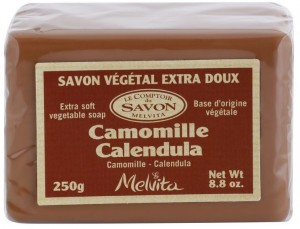 SAVON VÉGÉTAL EXTRA DOUX
Extra soft
vegetable soap
LE COMPTOIR
du
SAVON
MELVITA
Base d'origine
végétale
Camomille
Calendula
Camomille - Calendula
250g
Melvita
Net Wt
8.8 oz.